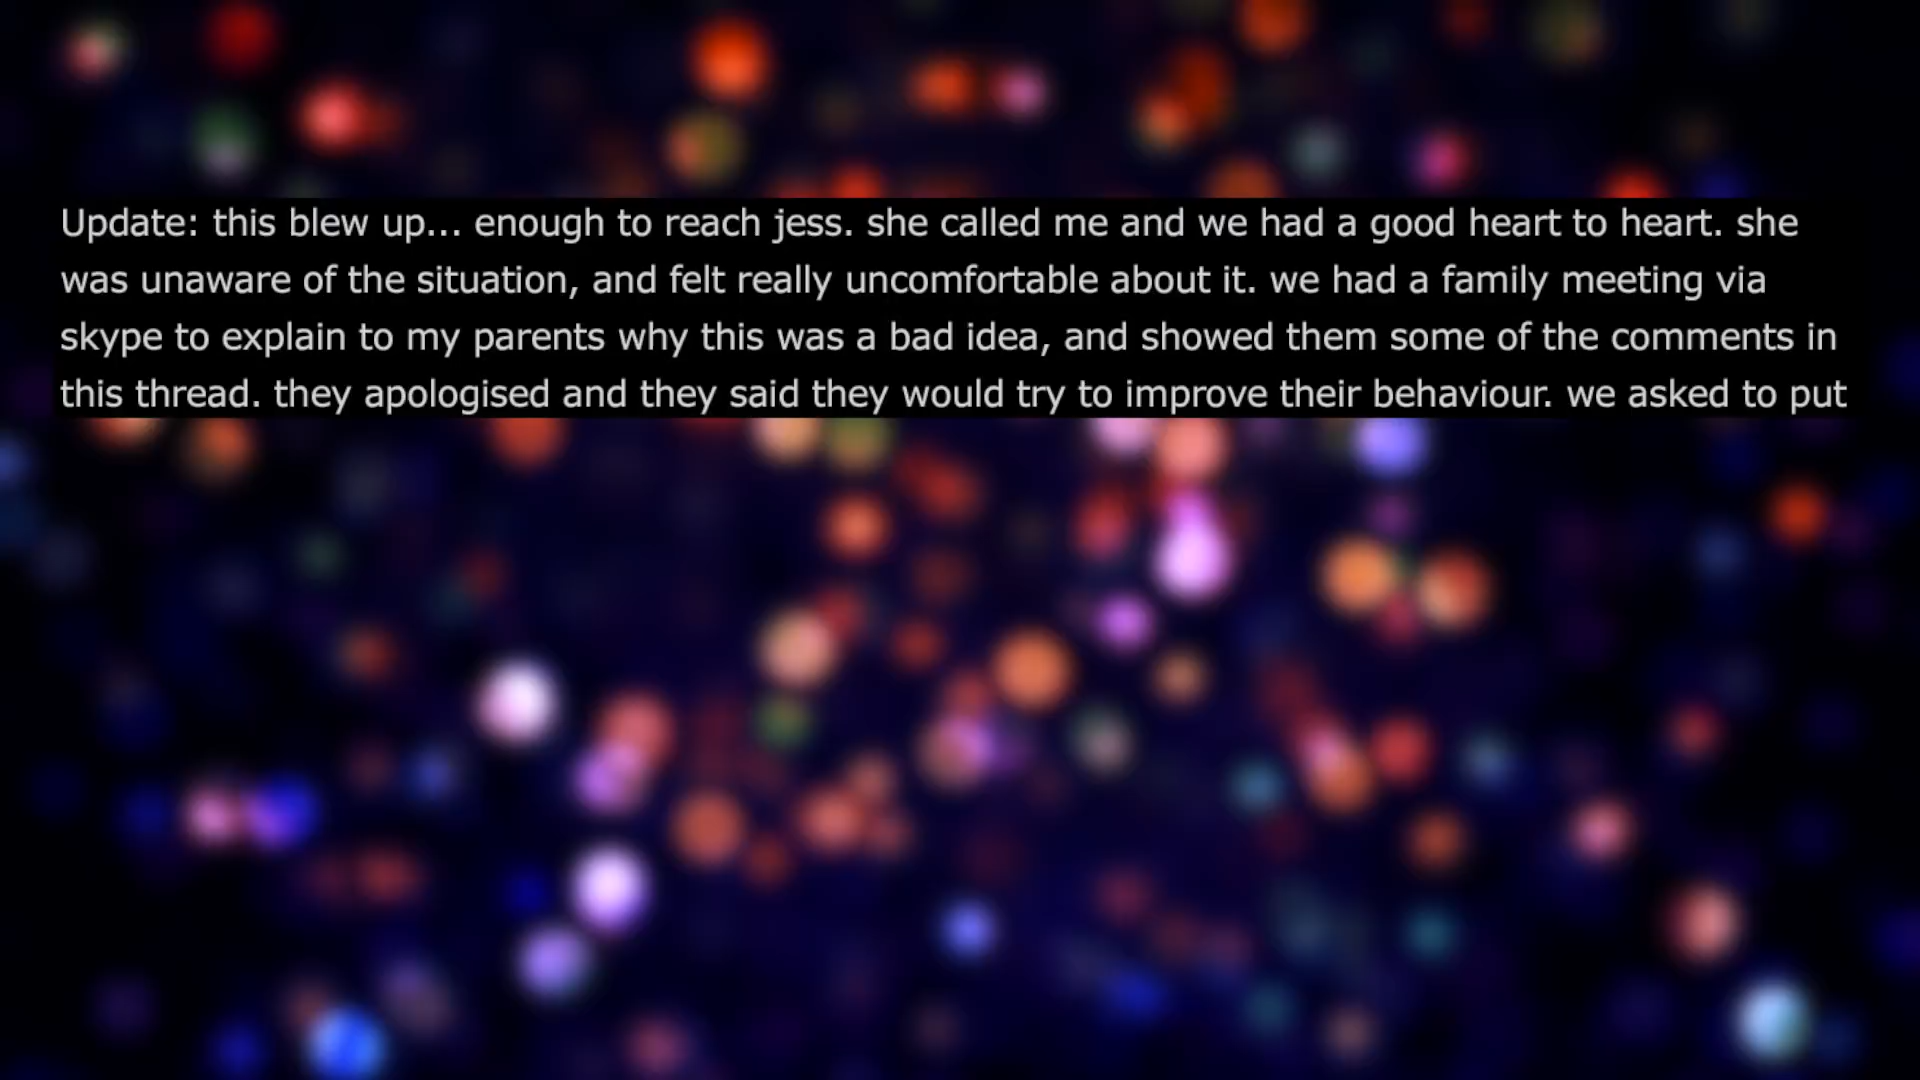 Update: this blew up... enough to reach jess. she called me and we had a good heart to heart. she
was unaware of the situation, and felt really uncomfortable about it. we had a family meeting via
skype to explain to my parents why this was a bad idea, and showed them some of the comments in
this thread. they apologised and they said they would try to improve their behaviour. we asked to put